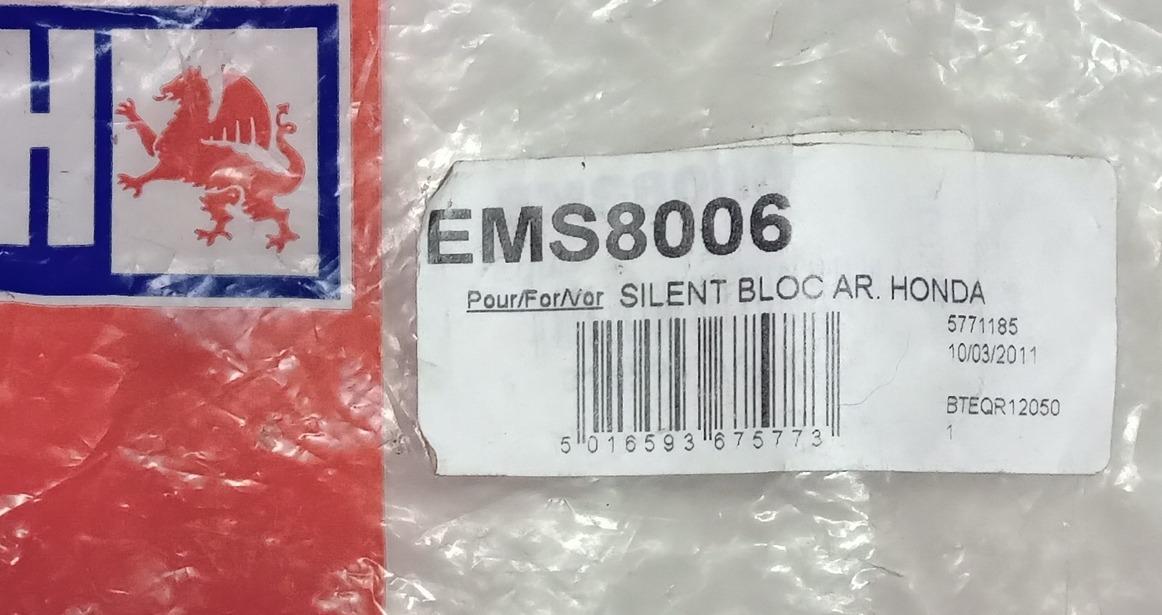 H
EMS8006
Pour/For/Vor SILENT BLOC AR. HONDA
5771185
10/03/2011
BTEQR12050
1
5 016593 675773